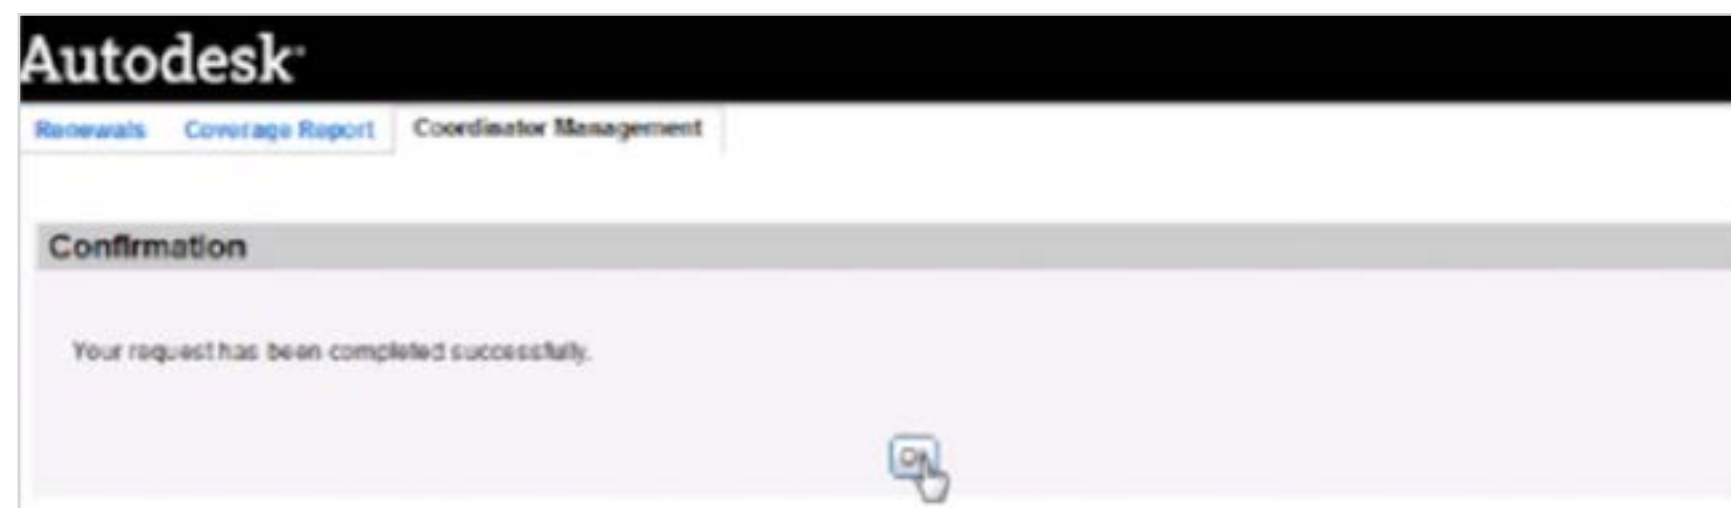 Autodesk
Renewals Coverage Report Coordinator Management
Confirmation
Your request has been completed successfully.